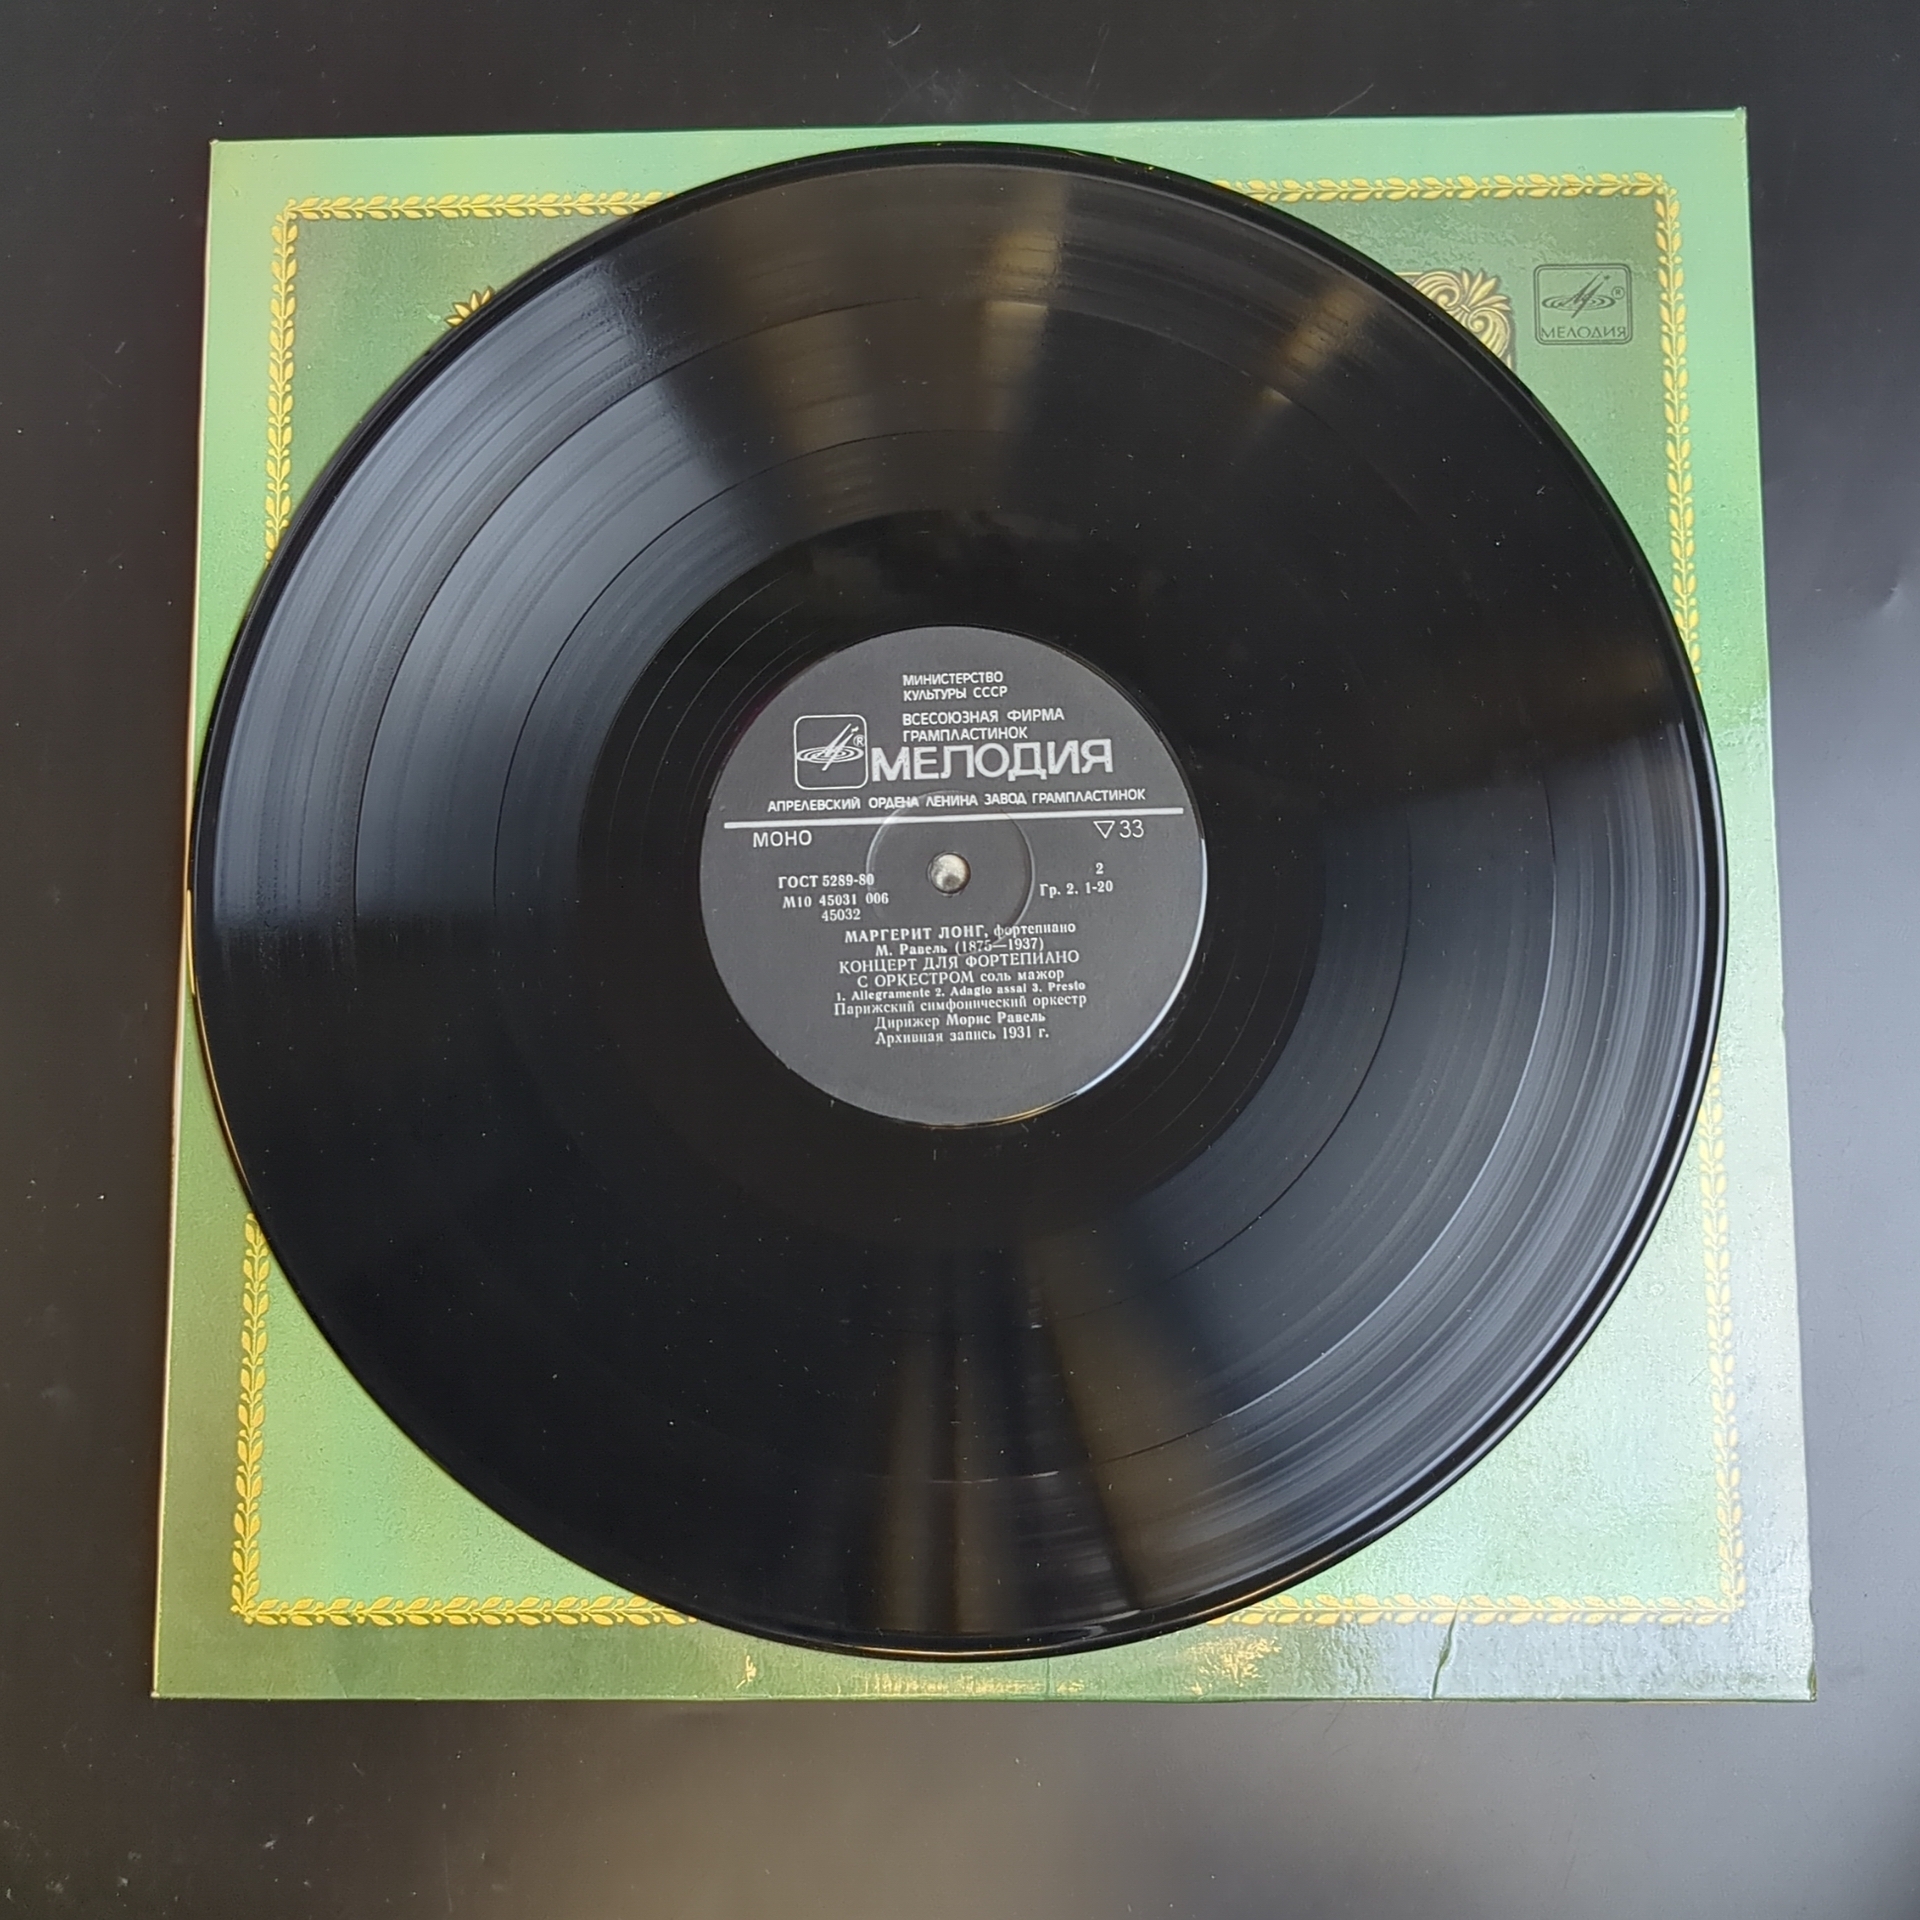 МЕЛОДИЯ
МИНИСТЕРСТВО
КУЛЬТУРЫ СССР
ВСЕСОЮЗНАЯ ФИРМА
ГРАМПЛАСТИНОК
МЕЛОДИЯ
АПРЕЛЕВСКИЙ ОРДЕНА ЛЕНИНА ЗАВОД ГРАМПЛАСТИНОК
МОНО
▽33
ГОСТ 5289-80
М10 45031 006
45032
2
Гр. 2. 1-20
МАРГЕРИТ ЛОНГ, фортепиано
М. Равель (1875—1937)
КОНЦЕРТ ДЛЯ ФОРТЕПИАНО
С ОРКЕСТРОМ соль мажор
1. Allegramente 2. Adagio assai 3. Presto
Парижский симфонический оркестр
Дирижер Морис Равель
Архивная запись 1931 г.